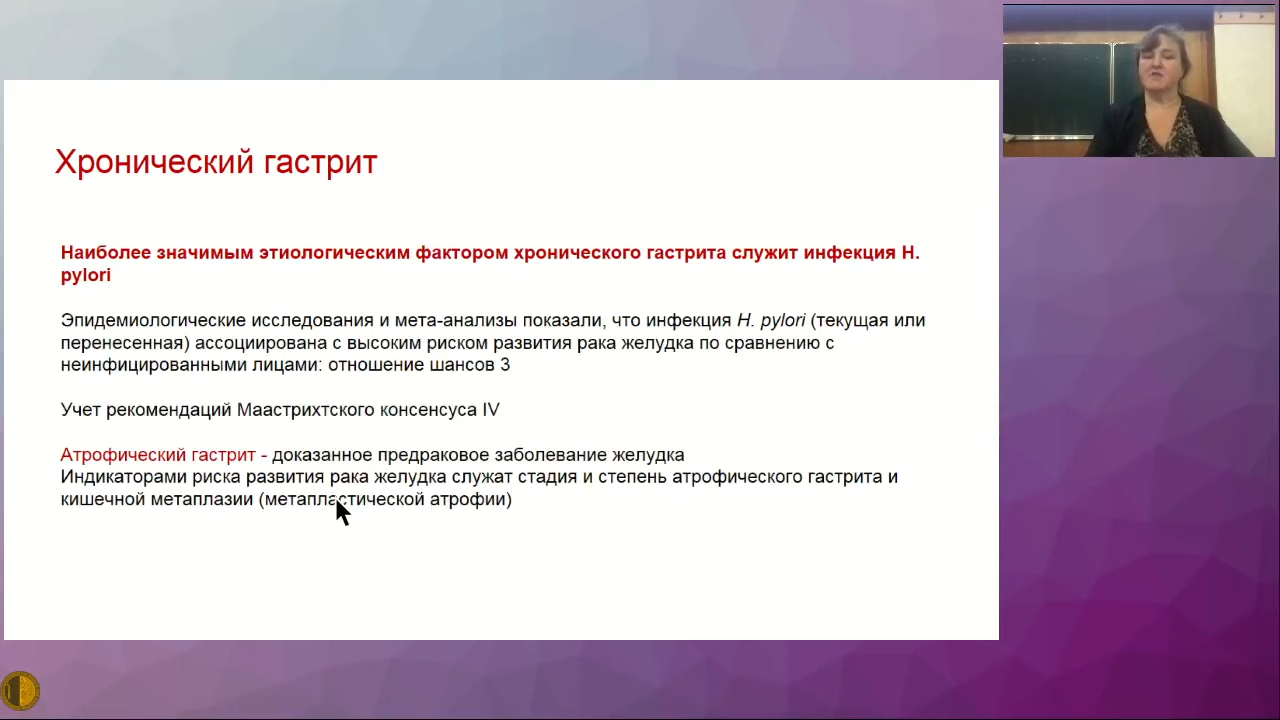 Хронический гастрит
Наиболее значимым этиологическим фактором хронического гастрита служит инфекция H.
pylori
Эпидемиологические исследования и мета-анализы показали, что инфекция H. pylori (текущая или
перенесенная) ассоциирована с высоким риском развития рака желудка по сравнению с
неинфицированными лицами: отношение шансов 3
Учет рекомендаций Маастрихтского консенсуса IV
Атрофический гастрит - доказанное предраковое заболевание желудка
Индикаторами риска развития рака желудка служат стадия и степень атрофического гастрита и
кишечной метаплазии (метапластической атрофии)